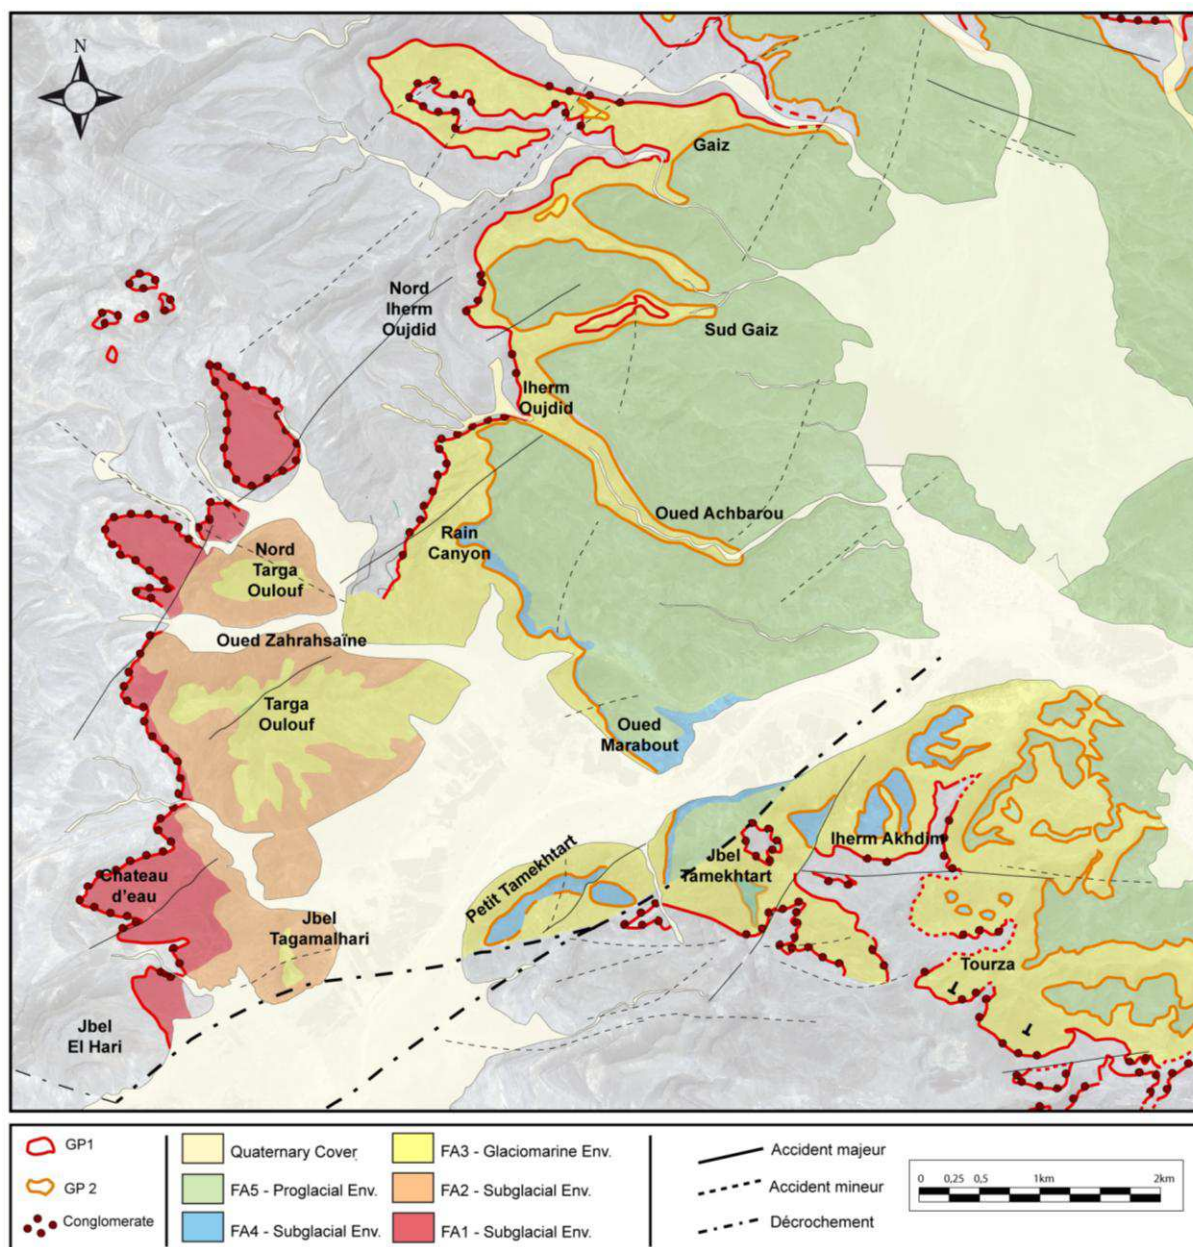 N
Gaiz
Nord
Iherm
Oujdid
Sud Gaiz
Iherm
Oujdid
Oued Achbarou
Rain
Canyon
Nord
Targa
Oulouf
Oued Zahrahsaïne
Targa
Oulouf
Oued
Marabout
Iherm Akhdim
Jbel
Tamekhtart
Petit Tamekhtart
Chateau
d'eau
Jbel
Tagamalhari
Tourza
Jbel
El Hari
GP1
GP 2
Conglomerate
Quaternary Cover
FA5 - Proglacial Env.
FA4 - Subglacial Env.
FA3 - Glaciomarine Env.
FA2 - Subglacial Env.
FA1 - Subglacial Env.
Accident majeur
Accident mineur
Décrochement
0 0,25 0,5 1km 2km